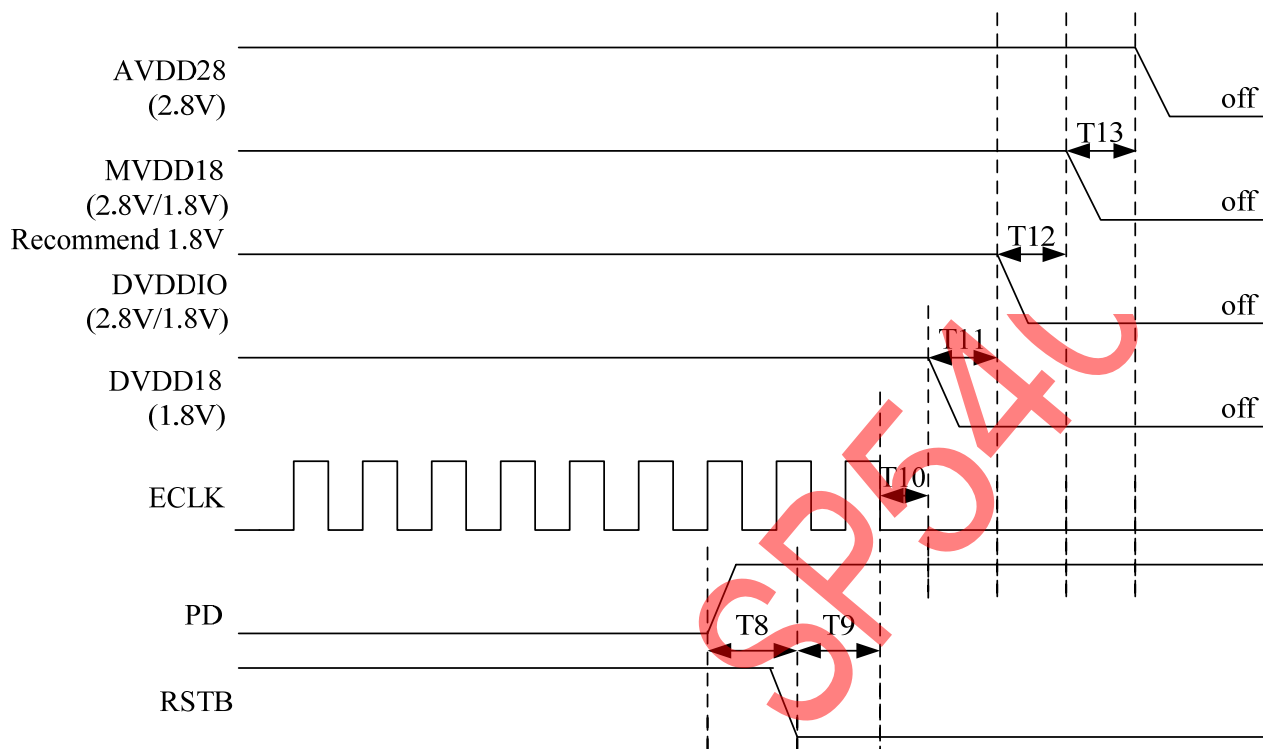 AVDD28
(2.8V)
off
T13
MVDD18
(2.8V/1.8V)
Recommend 1.8V
off
T12
DVDDIO
(2.8V/1.8V)
off
T11
DVDD18
(1.8V)
off
ECLK
T10
PD
T8
T9
RSTB